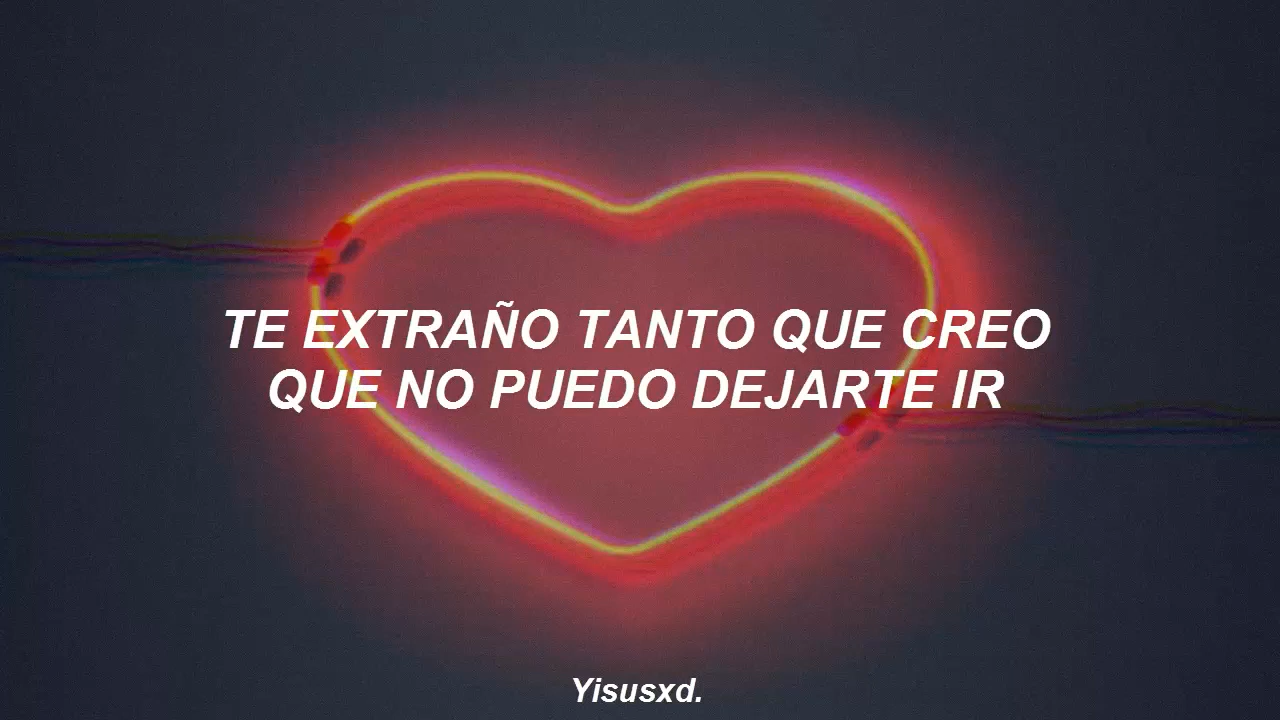 TE EXTRAÑO TANTO QUE CREO
QUE NO PUEDO DEJARTE IR
Yisusxd.